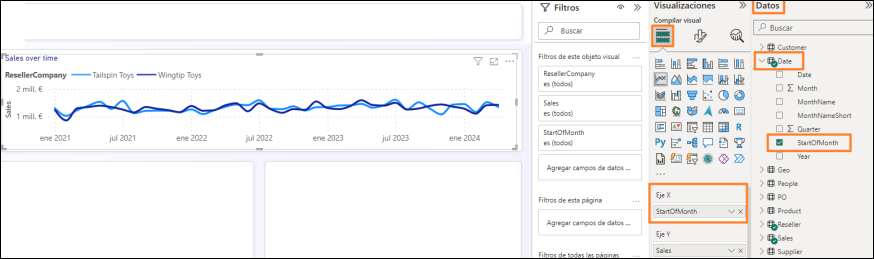 Sales over time
ResellerCompany
Tailspin Toys
Wingtip Toys
2 mil. €
1 mil. €
Sales
ene 2021
jul 2021
ene 2022
jul 2022
ene 2023
jul 2023
ene 2024
Filtros
Buscar
Filtros de este objeto visual
ResellerCompany
es (todos)
Sales
es (todos)
StartOfMonth
es (todos)
Agregar campos de datos ...
Filtros de esta página
Agregar campos de datos ...
Filtros de todas las páginas
Visualizaciones
Compilar visual
R
Py
123
Eje X
StartOfMonth
Eje Y
Sales
Datos
Buscar
Customer
Date
Date
Month
MonthName
MonthNameShort
Quarter
StartOfMonth
Year
Geo
People
PO
Product
Reseller
Sales
Supplier